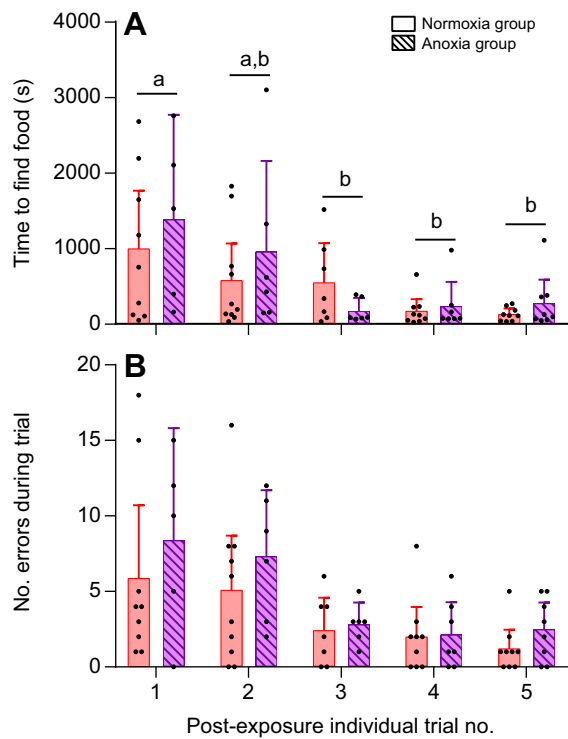 A
Normoxia group
Anoxia group
Time to find food (s)
4000
3000
2000
1000
0
a
a,b
b
b
b
B
No. errors during trial
20
15
10
5
0
1 2 3 4 5
Post-exposure individual trial no.